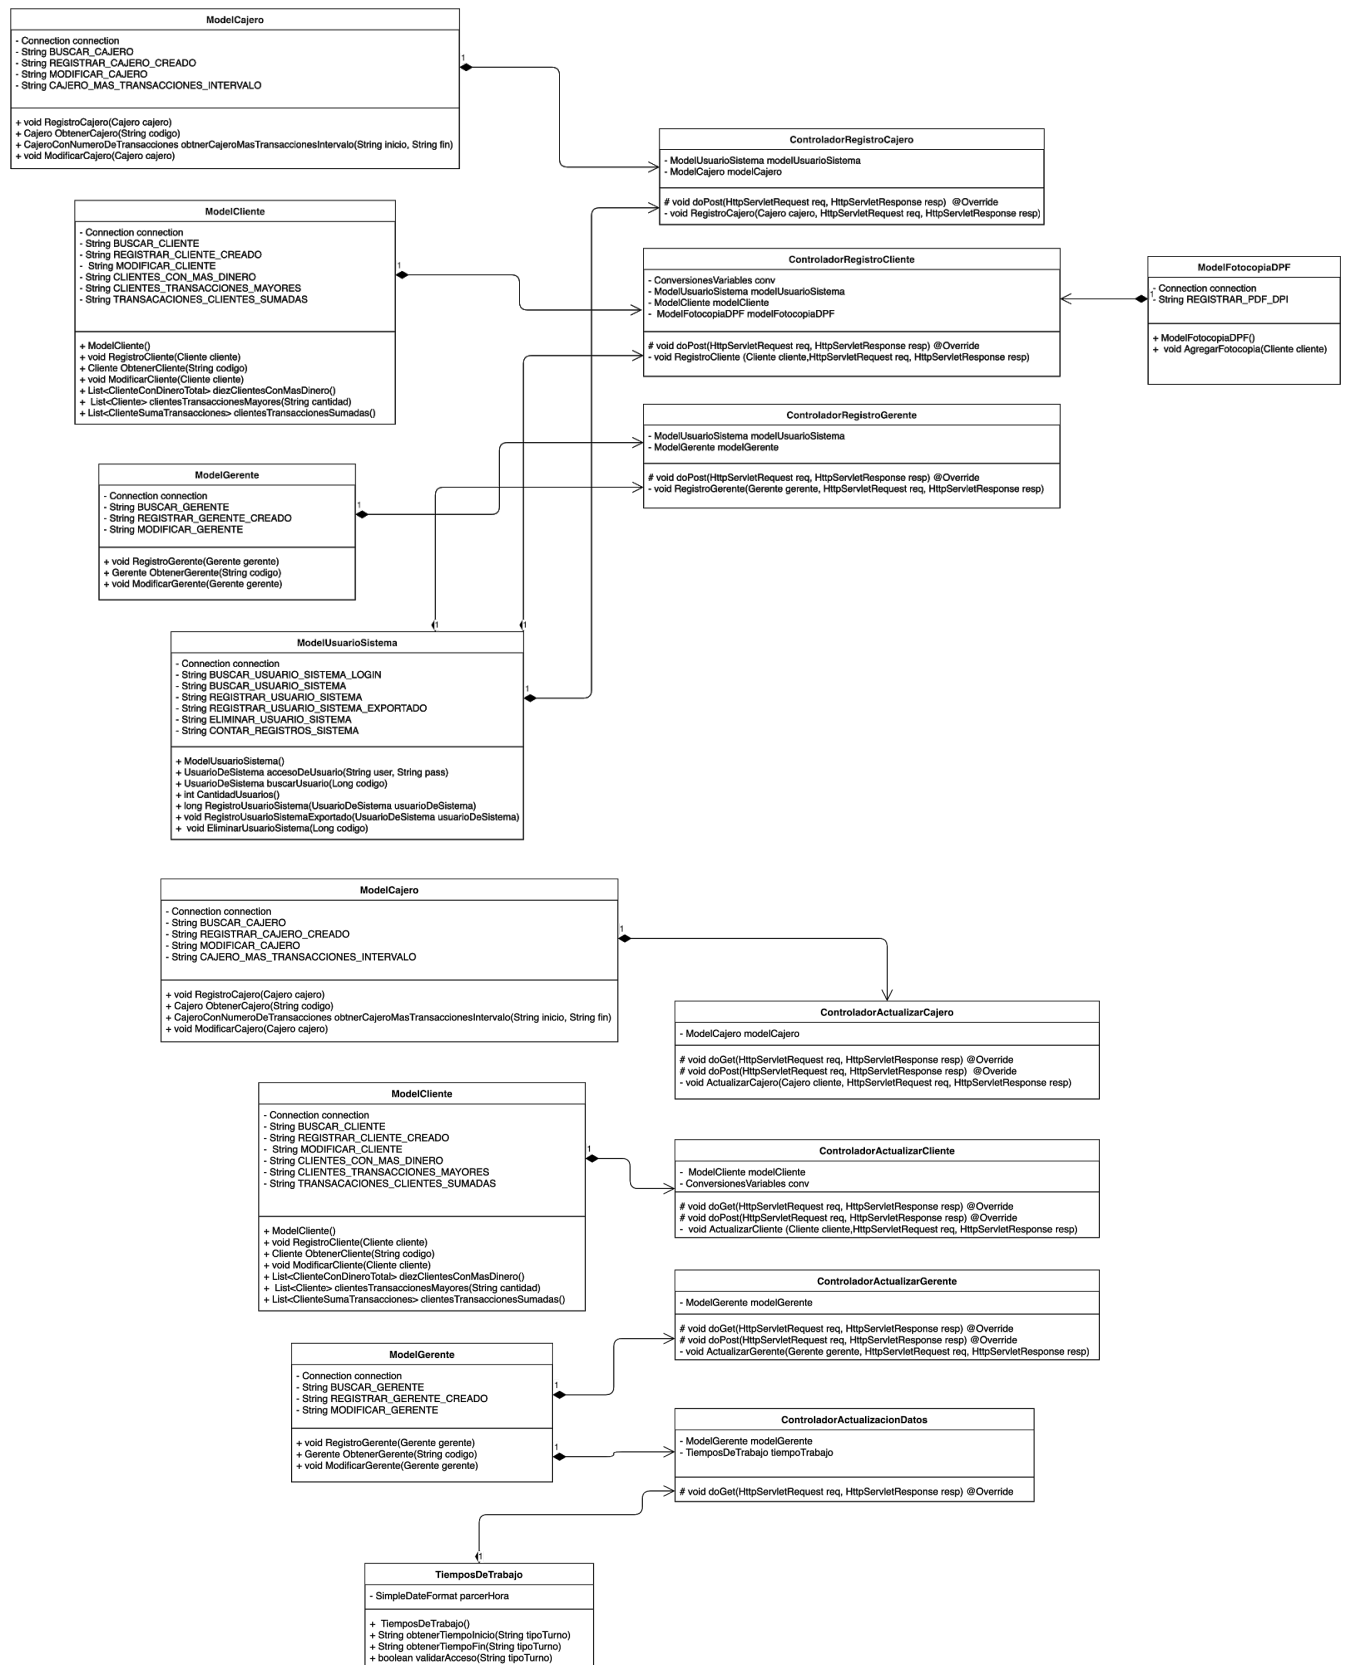 ModelCajero
- Connection connection
- String BUSCAR_CAJERO
- String REGISTRAR_CAJERO_CREADO
- String MODIFICAR_CAJERO
- String CAJERO_MAS_TRANSACCIONES_INTERVALO
+ void RegistroCajero(Cajero cajero)
+ Cajero ObtenerCajero(String codigo)
+ CajeroConNumeroDeTransacciones obtnerCajeroMasTransaccionesIntervalo(String inicio, String fin)
+ void ModificarCajero(Cajero cajero)
1
ControladorRegistroCajero
- ModelUsuarioSistema modelUsuarioSistema
- ModelCajero modelCajero
# void doPost(HttpServletRequest req, HttpServletResponse resp)  @Override
- void RegistroCajero(Cajero cajero, HttpServletRequest req, HttpServletResponse resp)
ModelCliente
- Connection connection
- String BUSCAR_CLIENTE
- String REGISTRAR_CLIENTE_CREADO
-  String MODIFICAR_CLIENTE
- String CLIENTES_CON_MAS_DINERO
- String CLIENTES_TRANSACCIONES_MAYORES
- String TRANSACACIONES_CLIENTES_SUMADAS
+ ModelCliente()
+ void RegistroCliente(Cliente cliente)
+ Cliente ObtenerCliente(String codigo)
+ void ModificarCliente(Cliente cliente)
+ List<ClienteConDineroTotal> diezClientesConMasDinero()
+  List<Cliente> clientesTransaccionesMayores(String cantidad)
+ List<ClienteSumaTransacciones> clientesTransaccionesSumadas()
1
ControladorRegistroCliente
- ConversionesVariables conv
- ModelUsuarioSistema modelUsuarioSistema
- ModelCliente modelCliente
-  ModelFotocopiaDPF modelFotocopiaDPF
# void doPost(HttpServletRequest req, HttpServletResponse resp) @Override
- void RegistroCliente (Cliente cliente,HttpServletRequest req, HttpServletResponse resp)
ModelFotocopiaDPF
- Connection connection
- String REGISTRAR_PDF_DPI
+ ModelFotocopiaDPF()
+  void AgregarFotocopia(Cliente cliente)
1
ControladorRegistroGerente
- ModelUsuarioSistema modelUsuarioSistema
- ModelGerente modelGerente
# void doPost(HttpServletRequest req, HttpServletResponse resp) @Override
- void RegistroGerente(Gerente gerente, HttpServletRequest req, HttpServletResponse resp)
ModelGerente
- Connection connection
- String BUSCAR_GERENTE
- String REGISTRAR_GERENTE_CREADO
- String MODIFICAR_GERENTE
+ void RegistroGerente(Gerente gerente)
+ Gerente ObtenerGerente(String codigo)
+ void ModificarGerente(Gerente gerente)
1
1
1
ModelUsuarioSistema
- Connection connection
- String BUSCAR_USUARIO_SISTEMA_LOGIN
- String BUSCAR_USUARIO_SISTEMA
- String REGISTRAR_USUARIO_SISTEMA
- String REGISTRAR_USUARIO_SISTEMA_EXPORTADO
- String ELIMINAR_USUARIO_SISTEMA
- String CONTAR_REGISTROS_SISTEMA
+ ModelUsuarioSistema()
+ UsuarioDeSistema accesoDeUsuario(String user, String pass)
+ UsuarioDeSistema buscarUsuario(Long codigo)
+ int CantidadUsuarios()
+ long RegistroUsuarioSistema(UsuarioDeSistema usuarioDeSistema)
+ void RegistroUsuarioSistemaExportado(UsuarioDeSistema usuarioDeSistema)
+  void EliminarUsuarioSistema(Long codigo)
1
ModelCajero
- Connection connection
- String BUSCAR_CAJERO
- String REGISTRAR_CAJERO_CREADO
- String MODIFICAR_CAJERO
- String CAJERO_MAS_TRANSACCIONES_INTERVALO
+ void RegistroCajero(Cajero cajero)
+ Cajero ObtenerCajero(String codigo)
+ CajeroConNumeroDeTransacciones obtnerCajeroMasTransaccionesIntervalo(String inicio, String fin)
+ void ModificarCajero(Cajero cajero)
1
ControladorActualizarCajero
- ModelCajero modelCajero
# void doGet(HttpServletRequest req, HttpServletResponse resp) @Override
# void doPost(HttpServletRequest req, HttpServletResponse resp)  @Overide
- void ActualizarCajero(Cajero cliente, HttpServletRequest req, HttpServletResponse resp)
ModelCliente
- Connection connection
- String BUSCAR_CLIENTE
- String REGISTRAR_CLIENTE_CREADO
-  String MODIFICAR_CLIENTE
- String CLIENTES_CON_MAS_DINERO
- String CLIENTES_TRANSACCIONES_MAYORES
- String TRANSACACIONES_CLIENTES_SUMADAS
+ ModelCliente()
+ void RegistroCliente(Cliente cliente)
+ Cliente ObtenerCliente(String codigo)
+ void ModificarCliente(Cliente cliente)
+ List<ClienteConDineroTotal> diezClientesConMasDinero()
+  List<Cliente> clientesTransaccionesMayores(String cantidad)
+ List<ClienteSumaTransacciones> clientesTransaccionesSumadas()
1
ControladorActualizarCliente
-  ModelCliente modelCliente
- ConversionesVariables conv
# void doGet(HttpServletRequest req, HttpServletResponse resp) @Override
# void doPost(HttpServletRequest req, HttpServletResponse resp) @Override
-  void ActualizarCliente (Cliente cliente,HttpServletRequest req, HttpServletResponse resp)
ControladorActualizarGerente
- ModelGerente modelGerente
# void doGet(HttpServletRequest req, HttpServletResponse resp) @Override
# void doPost(HttpServletRequest req, HttpServletResponse resp) @Override
- void ActualizarGerente(Gerente gerente, HttpServletRequest req, HttpServletResponse resp)
ModelGerente
- Connection connection
- String BUSCAR_GERENTE
- String REGISTRAR_GERENTE_CREADO
- String MODIFICAR_GERENTE
+ void RegistroGerente(Gerente gerente)
+ Gerente ObtenerGerente(String codigo)
+ void ModificarGerente(Gerente gerente)
1
1
ControladorActualizacionDatos
- ModelGerente modelGerente
- TiemposDeTrabajo tiempoTrabajo
# void doGet(HttpServletRequest req, HttpServletResponse resp) @Override
1
TiemposDeTrabajo
- SimpleDateFormat parcerHora
+  TiemposDeTrabajo()
+ String obtenerTiempoInicio(String tipoTurno)
+ String obtenerTiempoFin(String tipoTurno)
+ boolean validarAcceso(String tipoTurno)